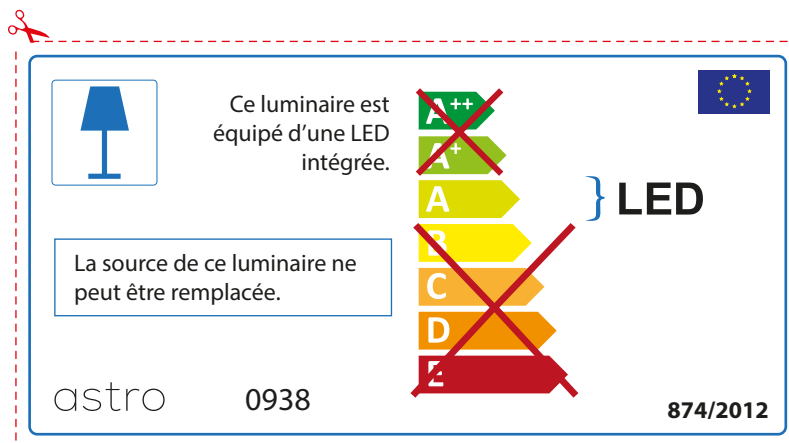 Ce luminaire est
équipé d’une LED
intégrée.
A++
A+
A
B
C
D
E
LED
La source de ce luminaire ne
peut être remplacée.
astro
0938
874/2012